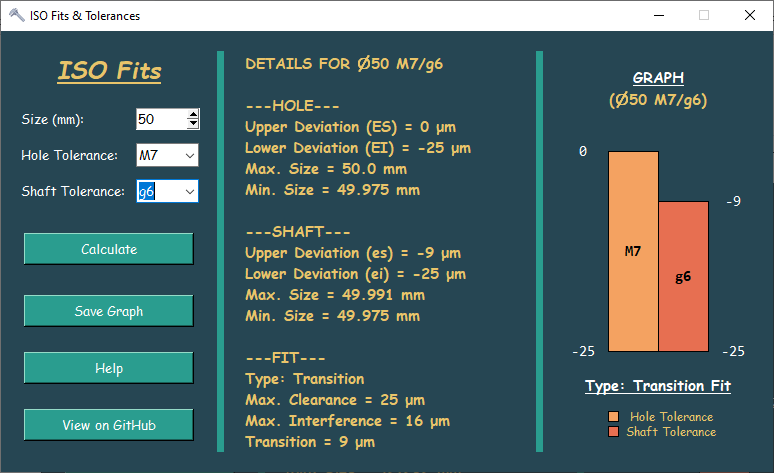 ISO Fits & Tolerances
ISO Fits
Size (mm): 50
Hole Tolerance: M7
Shaft Tolerance: g6
Calculate
Save Graph
Help
View on GitHub
DETAILS FOR Ø50 M7/g6
---HOLE---
Upper Deviation (ES) = 0 µm
Lower Deviation (EI) = -25 µm
Max. Size = 50.0 mm
Min. Size = 49.975 mm
---SHAFT---
Upper Deviation (es) = -9 µm
Lower Deviation (ei) = -25 µm
Max. Size = 49.991 mm
Min. Size = 49.975 mm
---FIT---
Type: Transition
Max. Clearance = 25 µm
Max. Interference = 16 µm
Transition = 9 µm
GRAPH
(Ø50 M7/g6)
0
-9
M7
g6
-25
-25
Type: Transition Fit
Hole Tolerance
Shaft Tolerance